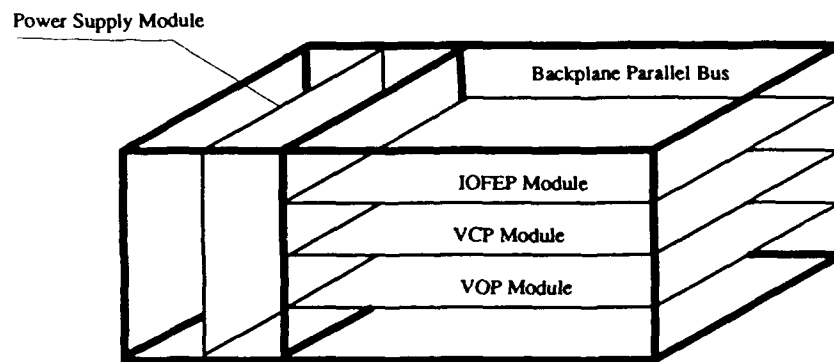 Power Supply Module
Backplane Parallel Bus
IOFEP Module
VCP Module
VOP Module